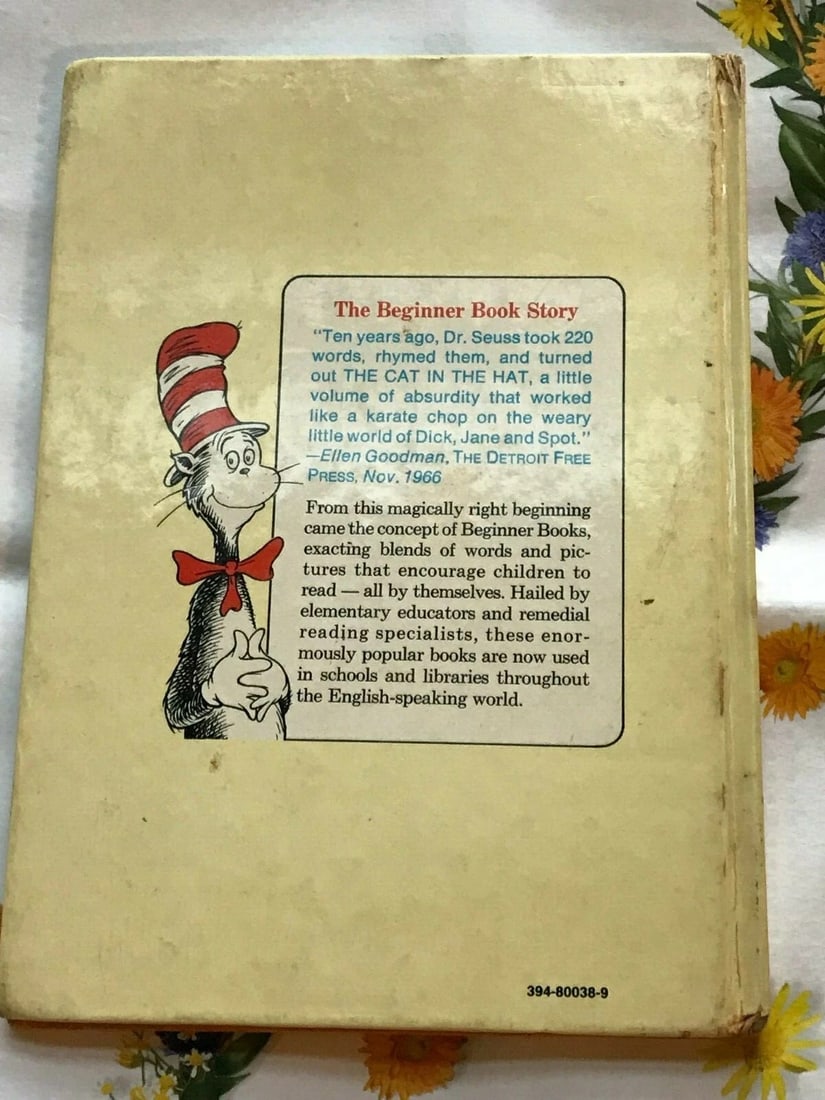 The Beginner Book Story
"Ten years ago, Dr. Seuss took 220
words, rhymed them, and turned
out THE CAT IN THE HAT, a little
volume of absurdity that worked
like a karate chop on the weary
little world of Dick, Jane and Spot."
—Ellen Goodman, THE DETROIT FREE
PRESS, Nov. 1966
From this magically right beginning
came the concept of Beginner Books,
exacting blends of words and pic-
tures that encourage children to
read — all by themselves. Hailed by
elementary educators and remedial
reading specialists, these enor-
mously popular books are now used
in schools and libraries throughout
the English-speaking world.
394-80038-9